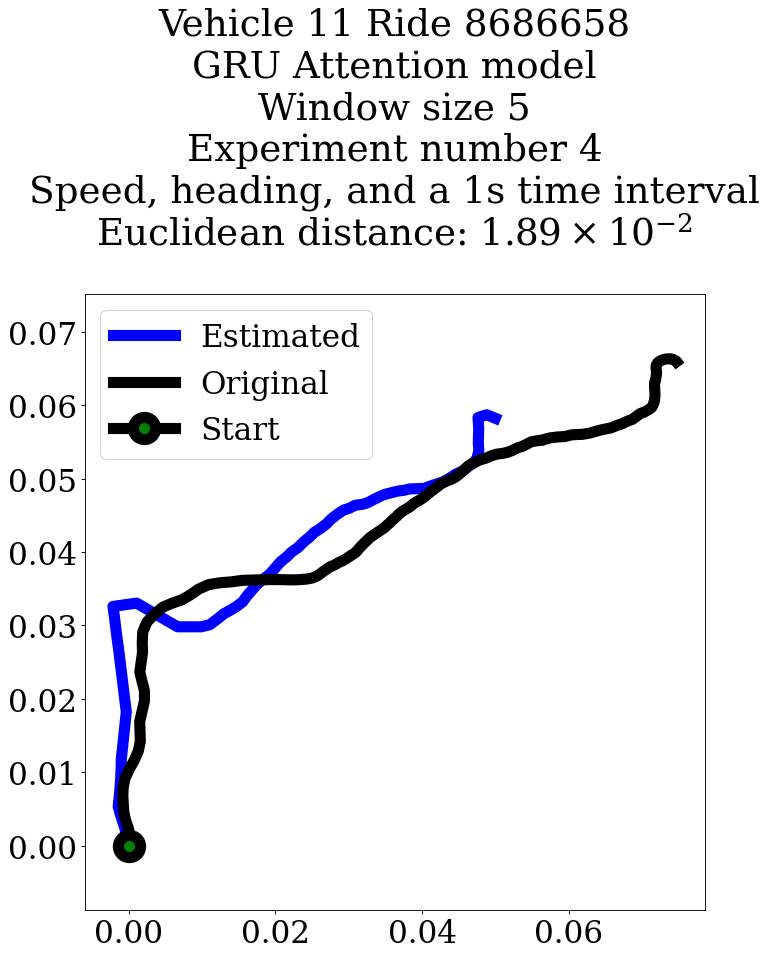 Vehicle 11 Ride 8686658
GRU Attention model
Window size 5
Experiment number 4
Speed, heading, and a 1s time interval
Euclidean distance: 1.89 × 10⁻²
Estimated
Original
Start
0.07
0.06
0.05
0.04
0.03
0.02
0.01
0.00
0.00 0.02 0.04 0.06